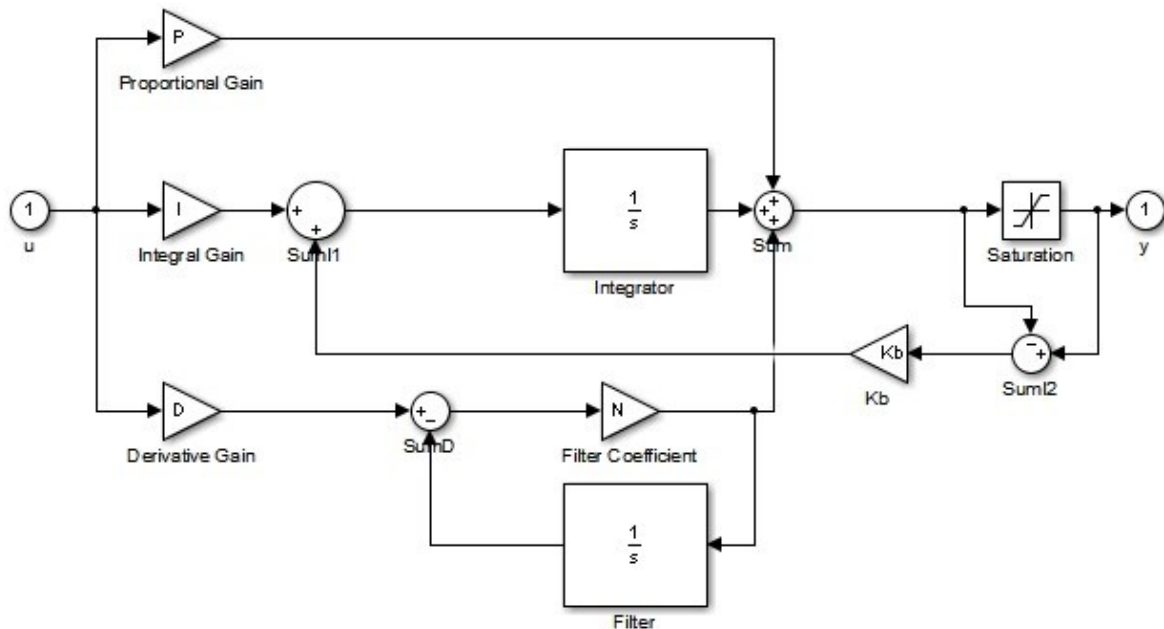 P
Proportional Gain
1
u
I
Integral Gain
+
+
SumI1
1
s
Integrator
+
+
+
Sum
Saturation
1
y
Kb
Kb
−
+
SumI2
D
Derivative Gain
+
−
SumD
N
Filter Coefficient
1
s
Filter